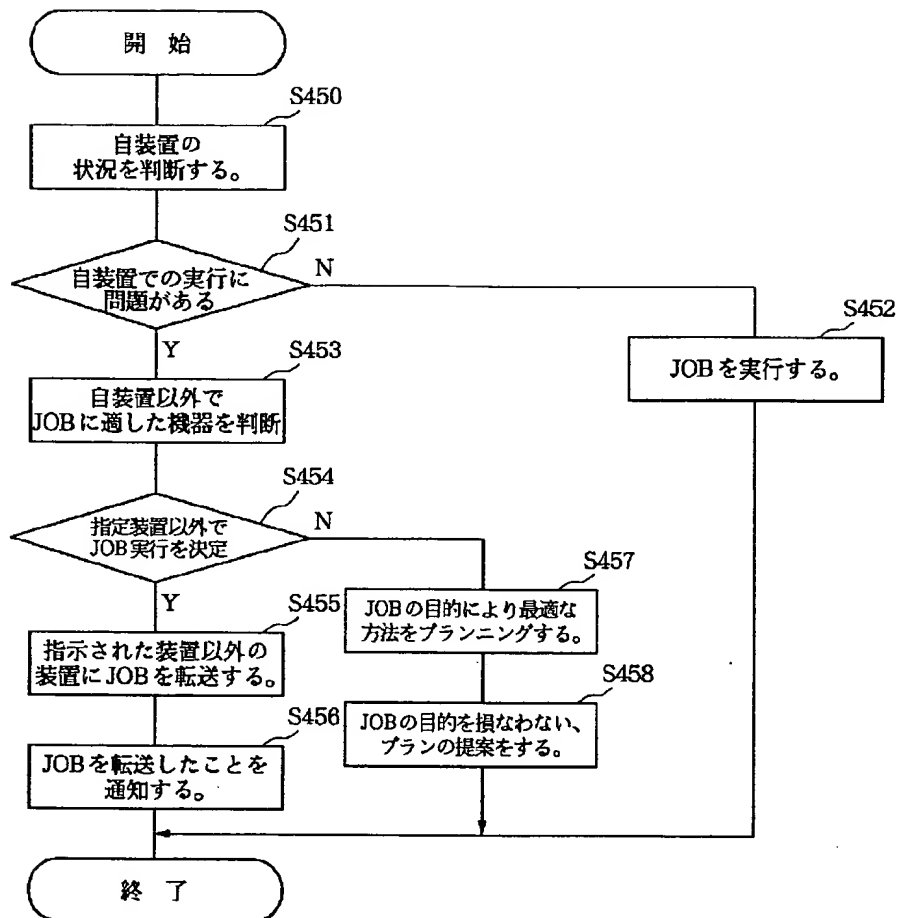 開 始
S450
自装置の
状況を判断する。
S451
自装置での実行に
問題がある
N
Y
S452
JOBを実行する。
S453
自装置以外で
JOBに適した機器を判断
S454
指定装置以外で
JOB実行を決定
N
Y
S455
指示された装置以外の
装置にJOBを転送する。
S456
JOBを転送したことを
通知する。
S457
JOBの目的により最適な
方法をプランニングする。
S458
JOBの目的を損なわない、
プランの提案をする。
終 了